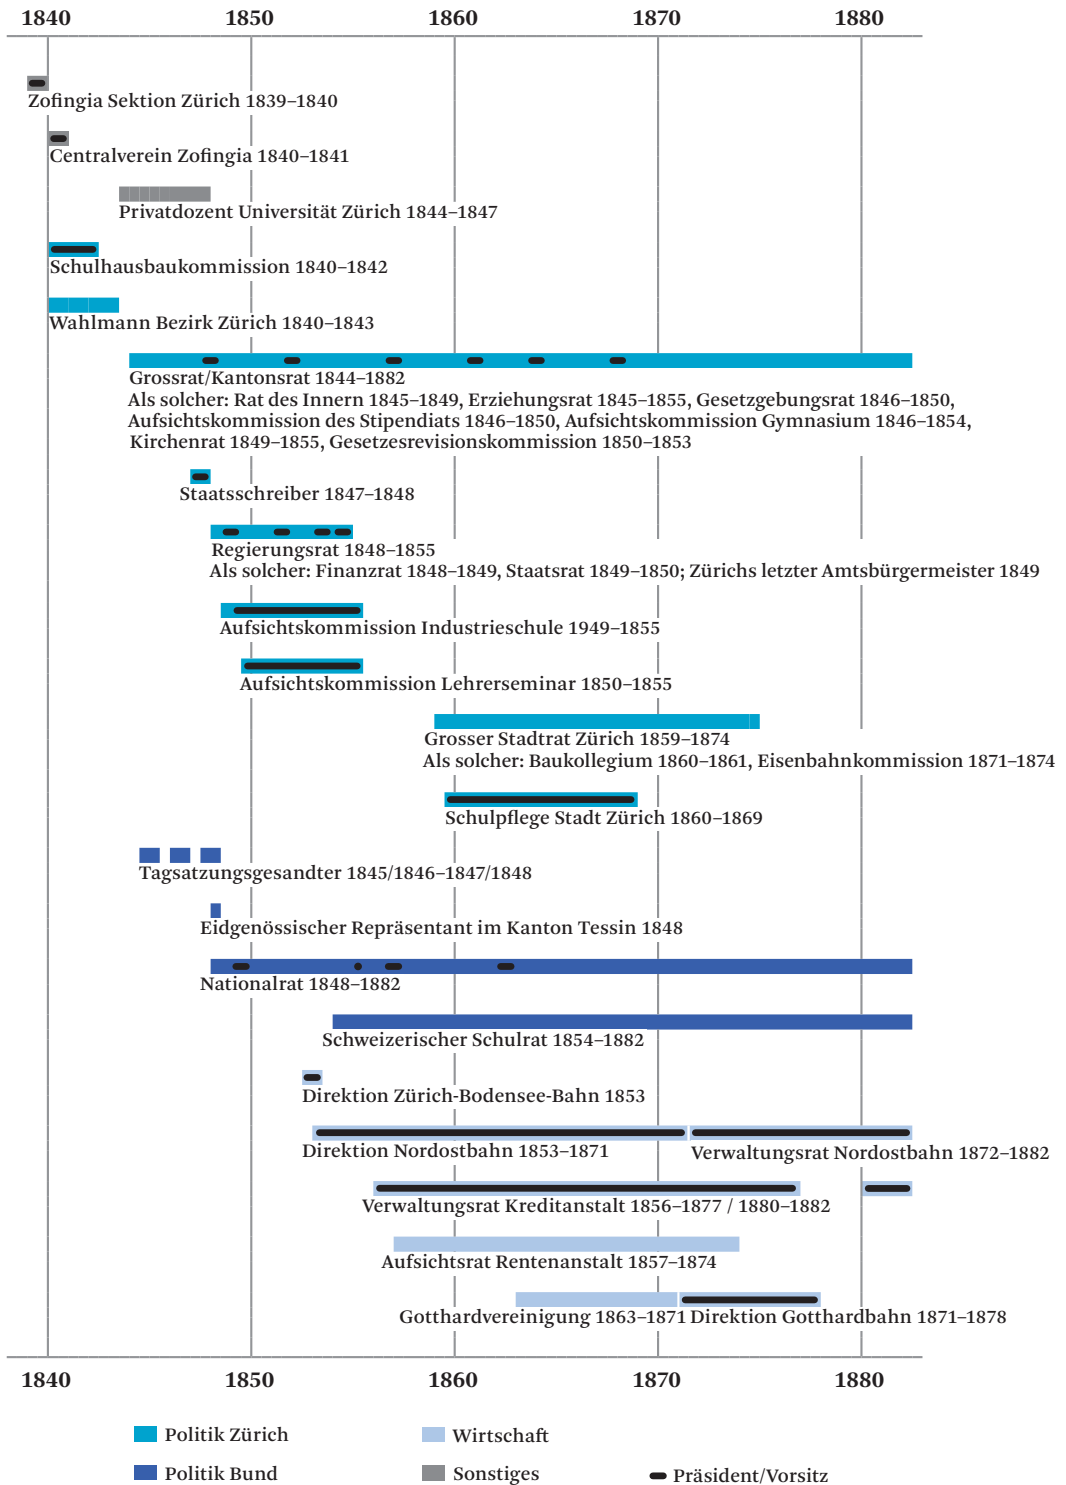 1840 1850 1860 1870 1880
Zofingia Sektion Zürich 1839–1840
Centralverein Zofingia 1840–1841
Privatdozent Universität Zürich 1844–1847
Schulhausbaukommission 1840–1842
Wahlmann Bezirk Zürich 1840–1843
Grossrat/Kantonsrat 1844–1882
Als solcher: Rat des Innern 1845–1849, Erziehungsrat 1845–1855, Gesetzgebungsrat 1846–1850,
Aufsichtskommission des Stipendiats 1846–1850, Aufsichtskommission Gymnasium 1846–1854,
Kirchenrat 1849–1855, Gesetzesrevisionskommission 1850–1853
Staatsschreiber 1847–1848
Regierungsrat 1848–1855
Als solcher: Finanzrat 1848–1849, Staatsrat 1849–1850; Zürichs letzter Amtsbürgermeister 1849
Aufsichtskommission Industrieschule 1949–1855
Aufsichtskommission Lehrerseminar 1850–1855
Grosser Stadtrat Zürich 1859–1874
Als solcher: Baukollegium 1860–1861, Eisenbahnkommission 1871–1874
Schulpflege Stadt Zürich 1860–1869
Tagsatzungsgesandter 1845/1846–1847/1848
Eidgenössischer Repräsentant im Kanton Tessin 1848
Nationalrat 1848–1882
Schweizerischer Schulrat 1854–1882
Direktion Zürich-Bodensee-Bahn 1853
Direktion Nordostbahn 1853–1871 Verwaltungsrat Nordostbahn 1872–1882
Verwaltungsrat Kreditanstalt 1856–1877 / 1880–1882
Aufsichtsrat Rentenanstalt 1857–1874
Gotthardvereinigung 1863–1871 Direktion Gotthardbahn 1871–1878
1840 1850 1860 1870 1880
Politik Zürich Wirtschaft
Politik Bund Sonstiges Präsident/Vorsitz